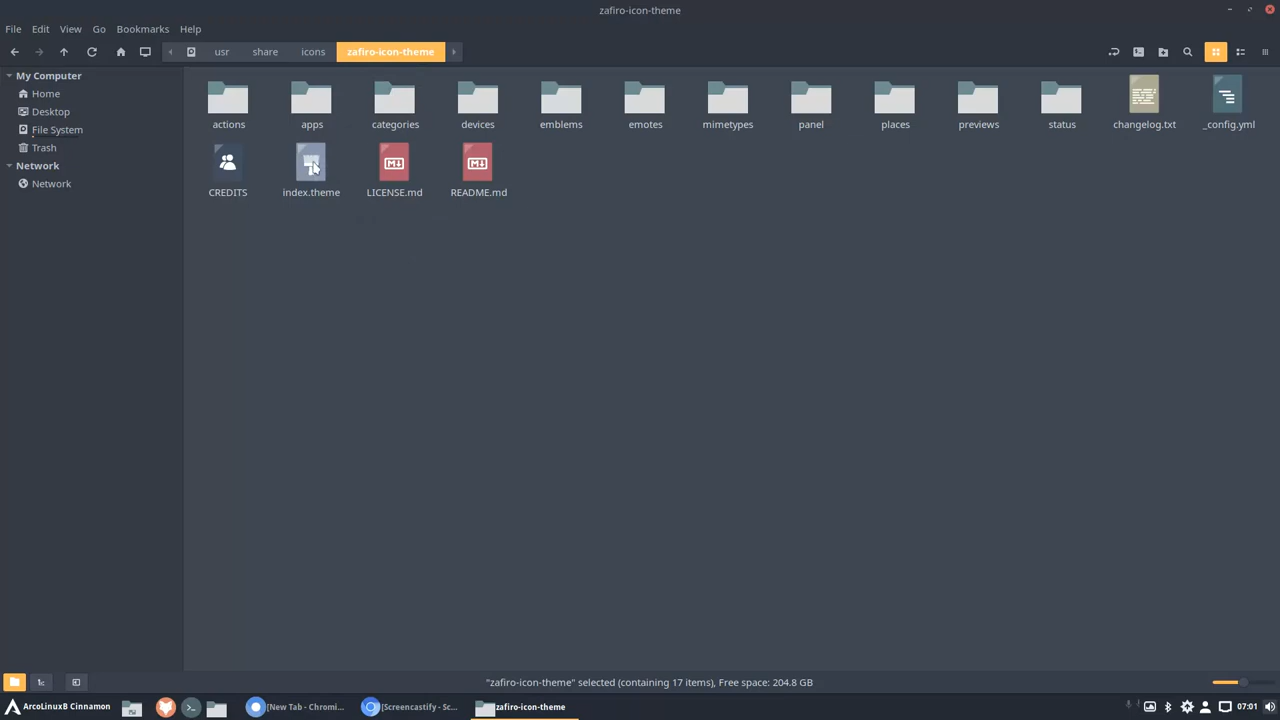 zafiro-icon-theme
File Edit View Go Bookmarks Help
usr share icons zafiro-icon-theme
My Computer
Home
Desktop
File System
Trash
Network
Network
actions apps categories devices emblems emotes mimetypes panel places previews status changelog.txt _config.yml
CREDITS index.theme LICENSE.md README.md
"zafiro-icon-theme" selected (containing 17 items), Free space: 204.8 GB
ArcoLinuxB Cinnamon [New Tab - Chromi... [Screencastify - Sc... zafiro-icon-theme 07:01